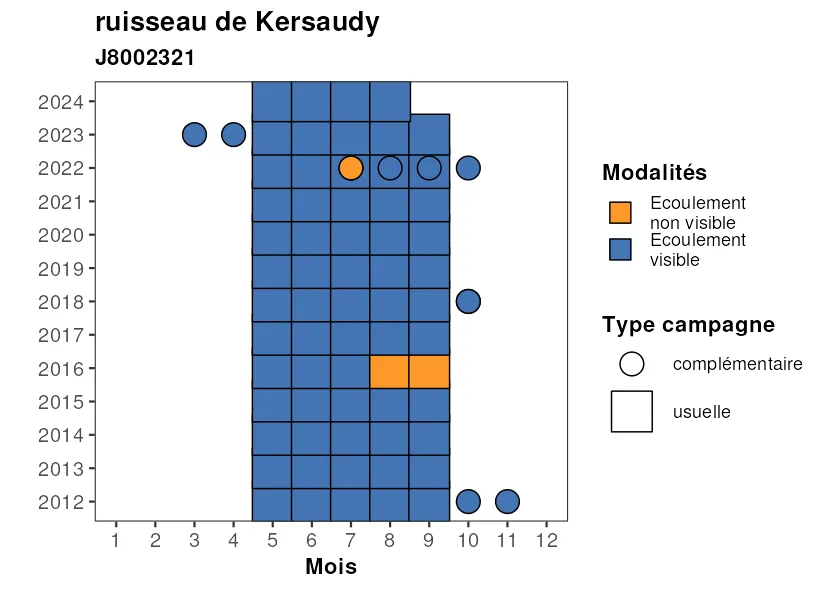 ruisseau de Kersaudy
J8002321
2024
2023
2022
2021
2020
2019
2018
2017
2016
2015
2014
2013
2012
1 2 3 4 5 6 7 8 9 10 11 12
Mois
Modalités
Ecoulement
non visible
Ecoulement
visible
Type campagne
complémentaire
usuelle